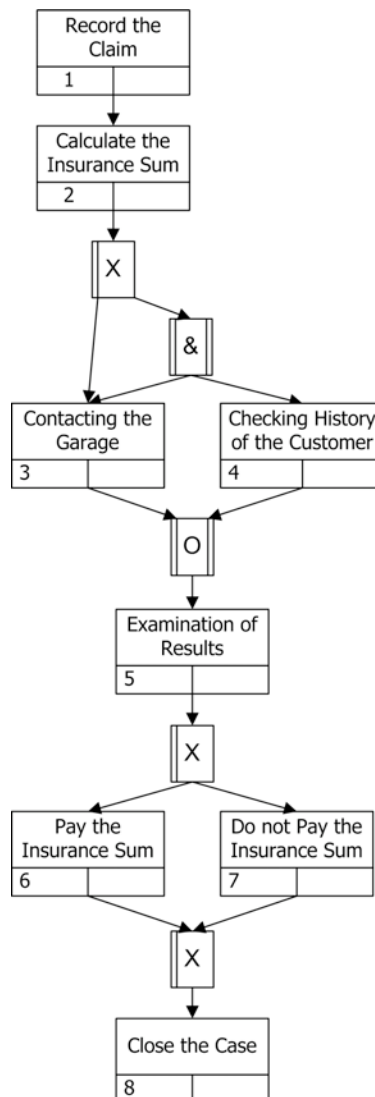 Record the
Claim
1
Calculate the
Insurance Sum
2
X
&
Contacting the
Garage
3
Checking History
of the Customer
4
O
Examination of
Results
5
X
Pay the
Insurance Sum
6
Do not Pay the
Insurance Sum
7
X
Close the Case
8